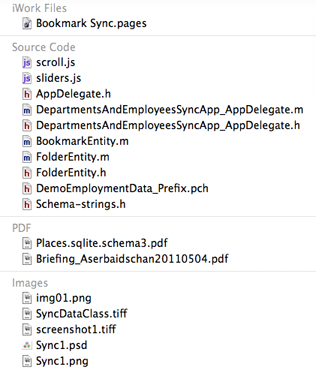 iWork Files
Bookmark Sync.pages
Source Code
js scroll.js
js sliders.js
h AppDelegate.h
m DepartmentsAndEmployeesSyncApp_AppDelegate.m
h DepartmentsAndEmployeesSyncApp_AppDelegate.h
m BookmarkEntity.m
m FolderEntity.m
h FolderEntity.h
h DemoEmploymentData_Prefix.pch
h Schema-strings.h
PDF
Places.sqlite.schema3.pdf
Briefing_Aserbaidschan20110504.pdf
Images
img01.png
SyncDataClass.tiff
screenshot1.tiff
Sync1.psd
Sync1.png